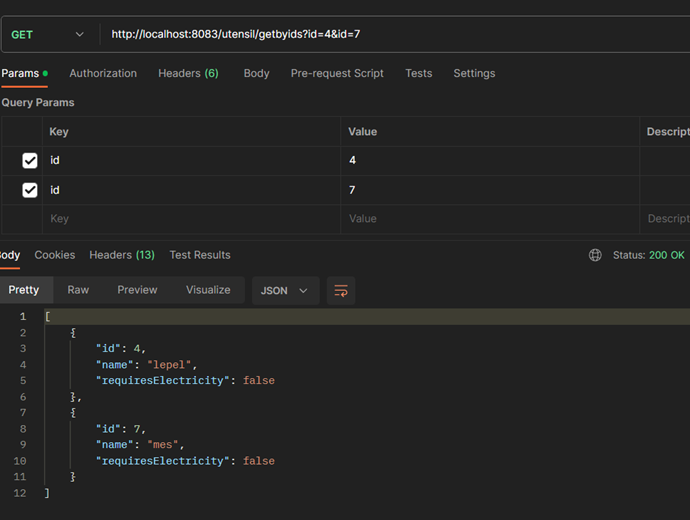 GET http://localhost:8083/utensil/getbyids?id=4&id=7
Params Authorization Headers (6) Body Pre-request Script Tests Settings
Query Params
Key Value Descript
id 4
id 7
Key Value Descript
Body Cookies Headers (13) Test Results Status: 200 OK
Pretty Raw Preview Visualize JSON
1 [
2 {
3 "id": 4,
4 "name": "lepel",
5 "requiresElectricity": false
6 },
7 {
8 "id": 7,
9 "name": "mes",
10 "requiresElectricity": false
11 }
12 ]